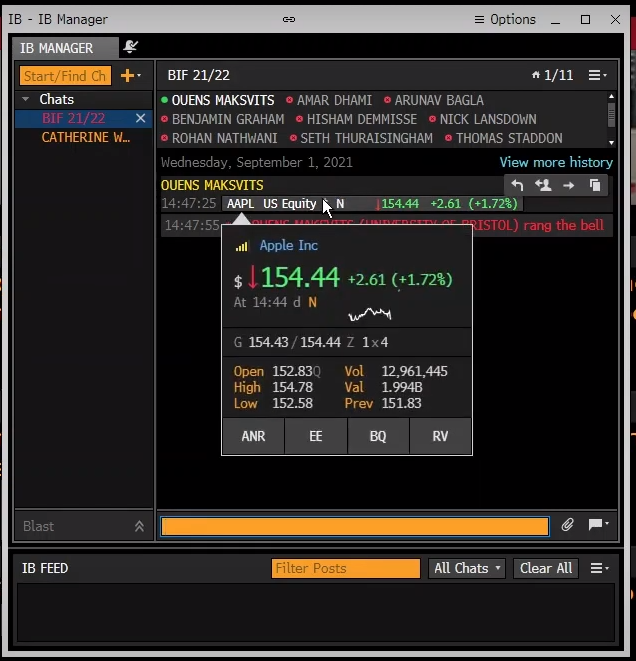 IB - IB Manager
Options
IB MANAGER
Start/Find Ch
Chats
BIF 21/22
CATHERINE W...
BIF 21/22
1/11
OUENS MAKSVITS AMAR DHAMI ARUNAV BAGLA
BENJAMIN GRAHAM HISHAM DEMMISSE NICK LANSDOWN
ROHAN NATHWANI SETH THURAISINGHAM THOMAS STADDON
Wednesday, September 1, 2021 View more history
OUENS MAKSVITS
14:47:25 AAPL US Equity N ↓154.44 +2.61 (+1.72%)
14:47:55 OUENS MAKSVITS (UNIVERSITY OF BRISTOL) rang the bell
Apple Inc
$ ↓154.44 +2.61 (+1.72%)
At 14:44 d N
G 154.43 / 154.44 Z 1x4
Open 152.83Q Vol 12,961,445
High 154.78 Val 1.994B
Low 152.58 Prev 151.83
ANR EE BQ RV
Blast
IB FEED
Filter Posts
All Chats
Clear All